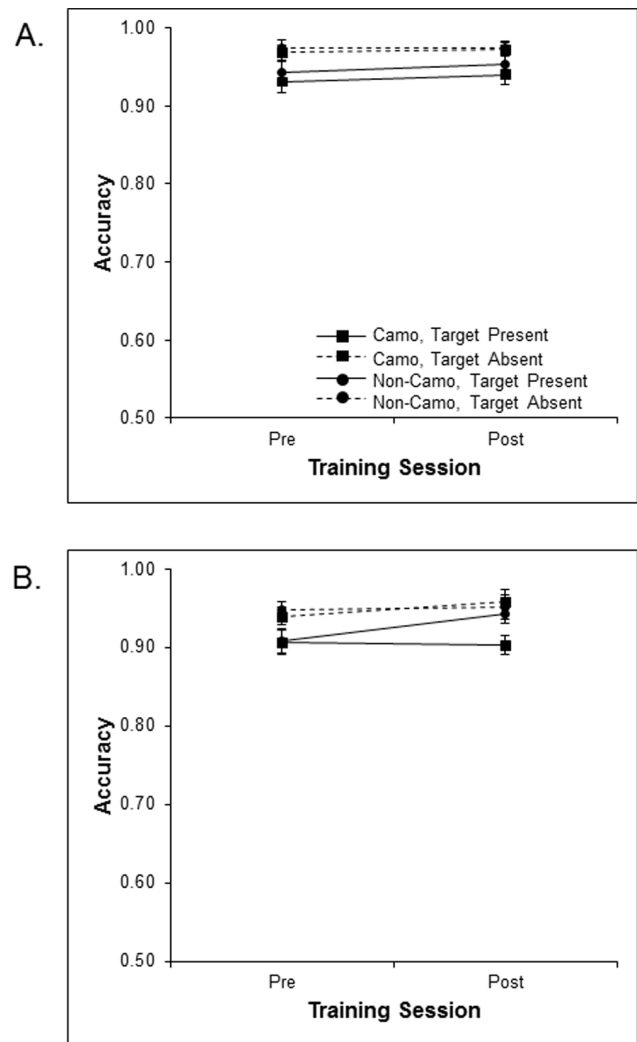 A.
1.00
0.90
0.80
0.70
0.60
0.50
Accuracy
Camo, Target Present
Camo, Target Absent
Non-Camo, Target Present
Non-Camo, Target Absent
Pre
Post
Training Session
B.
1.00
0.90
0.80
0.70
0.60
0.50
Accuracy
Pre
Post
Training Session